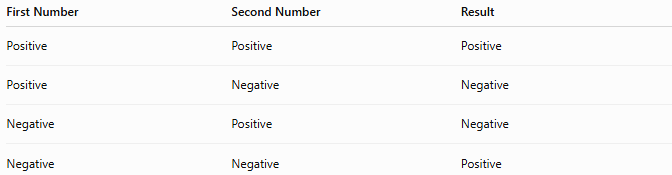 First Number Second Number Result
Positive Positive Positive
Positive Negative Negative
Negative Positive Negative
Negative Negative Positive